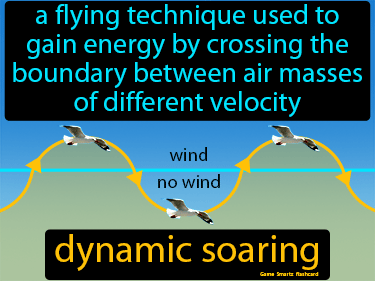 a flying technique used to
gain energy by crossing the
boundary between air masses
of different velocity
wind
no wind
dynamic soaring
Game Smartz flashcard